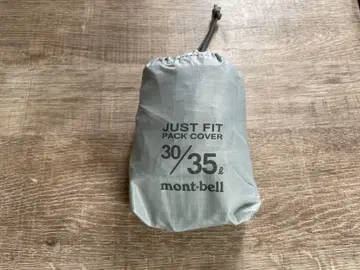 JUST FIT
PACK COVER
30/35ℓ
mont-bell